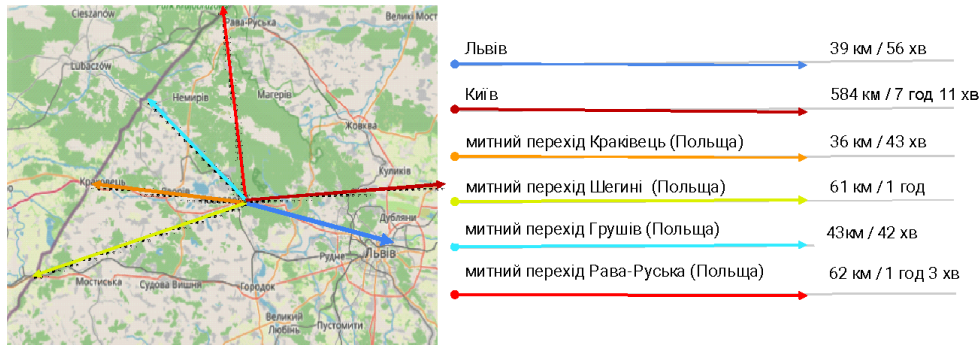 Cieszanów
Рава-Руська
Великі Мост
Lubaczów
Немирів
Магерів
Жовква
Куликів
Краковець
Яворів
Дубляни
Рудне
ЛЬВІВ
Мостиська
Судова Вишня
Городок
Великий
Любінь
Пустомити
Львів
39 км / 56 хв
Київ
584 км / 7 год 11 хв
митний перехід Краківець (Польща)
36 км / 43 хв
митний перехід Шегині (Польща)
61 км / 1 год
митний перехід Грушів (Польща)
43км / 42 хв
митний перехід Рава-Руська (Польща)
62 км / 1 год 3 хв